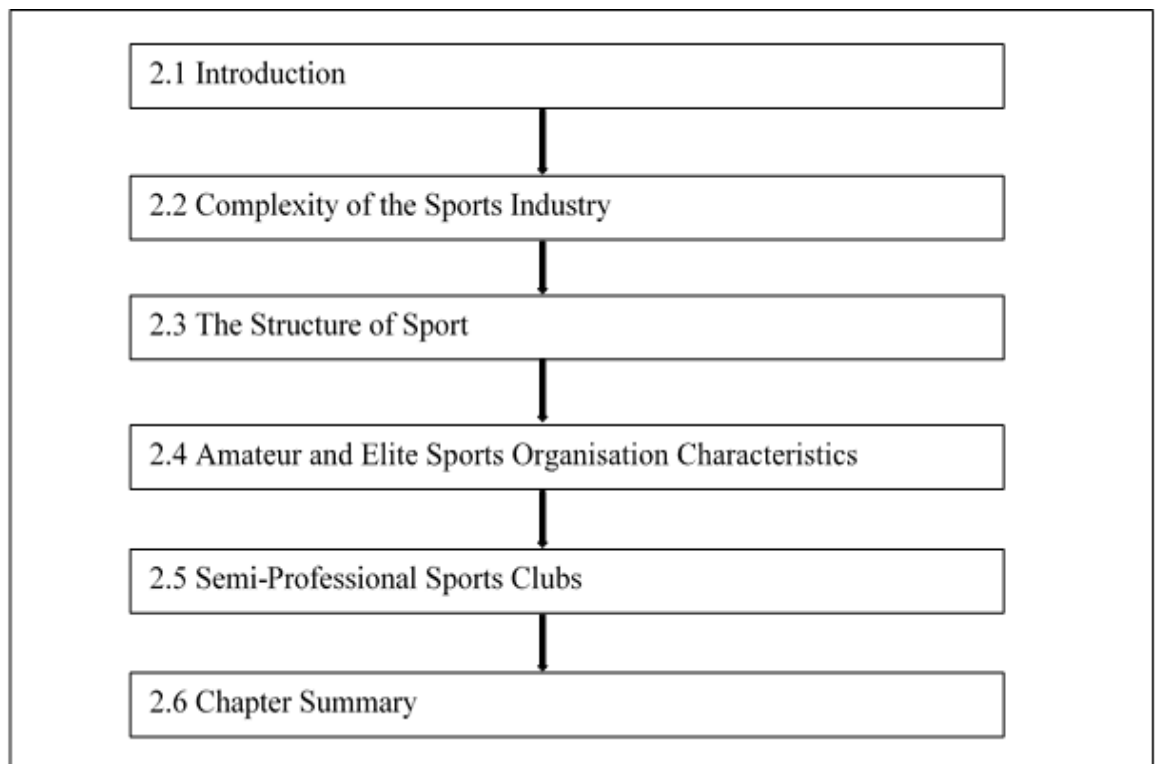 2.1 Introduction
2.2 Complexity of the Sports Industry
2.3 The Structure of Sport
2.4 Amateur and Elite Sports Organisation Characteristics
2.5 Semi-Professional Sports Clubs
2.6 Chapter Summary